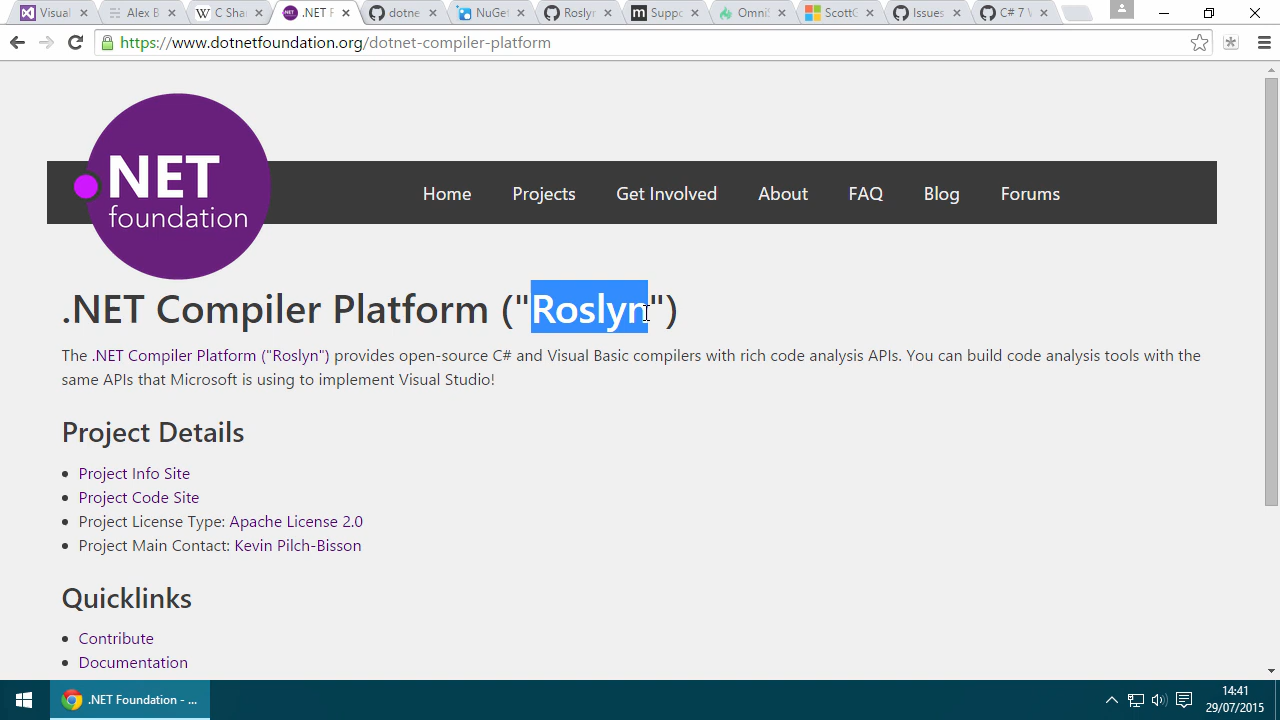 Visual
Alex B
C Sha
.NET F
dotne
NuGe
Roslyn
Suppo
OmniS
ScottG
Issues
C# 7 W
https://www.dotnetfoundation.org/dotnet-compiler-platform
.NET
foundation
Home Projects Get Involved About FAQ Blog Forums
.NET Compiler Platform ("Roslyn")
The .NET Compiler Platform ("Roslyn") provides open-source C# and Visual Basic compilers with rich code analysis APIs. You can build code analysis tools with the
same APIs that Microsoft is using to implement Visual Studio!
Project Details
Project Info Site
Project Code Site
Project License Type: Apache License 2.0
Project Main Contact: Kevin Pilch-Bisson
Quicklinks
Contribute
Documentation
.NET Foundation - ...
14:41
29/07/2015